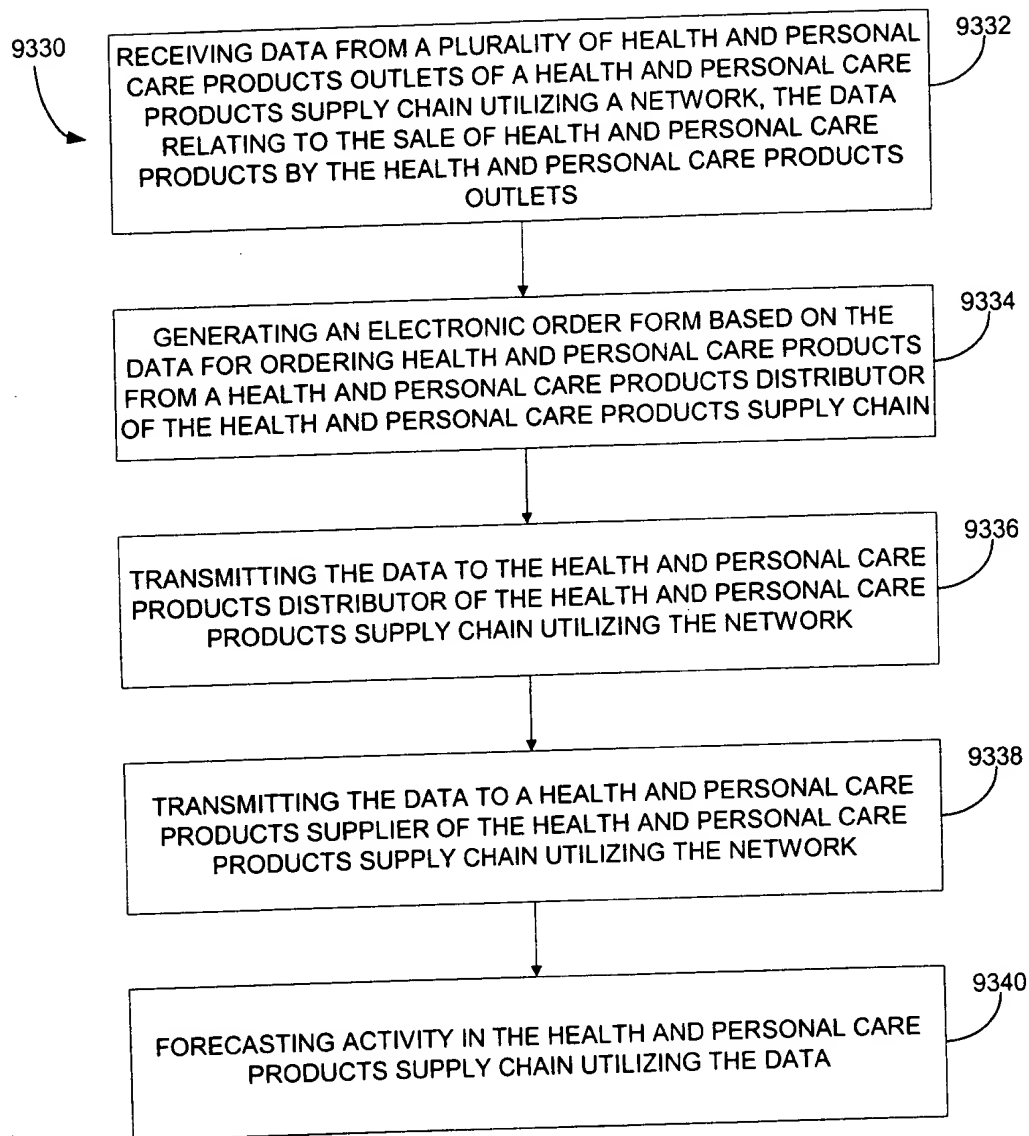 9330
9332
RECEIVING DATA FROM A PLURALITY OF HEALTH AND PERSONAL
CARE PRODUCTS OUTLETS OF A HEALTH AND PERSONAL CARE
PRODUCTS SUPPLY CHAIN UTILIZING A NETWORK, THE DATA
RELATING TO THE SALE OF HEALTH AND PERSONAL CARE
PRODUCTS BY THE HEALTH AND PERSONAL CARE PRODUCTS
OUTLETS
9334
GENERATING AN ELECTRONIC ORDER FORM BASED ON THE
DATA FOR ORDERING HEALTH AND PERSONAL CARE PRODUCTS
FROM A HEALTH AND PERSONAL CARE PRODUCTS DISTRIBUTOR
OF THE HEALTH AND PERSONAL CARE PRODUCTS SUPPLY CHAIN
9336
TRANSMITTING THE DATA TO THE HEALTH AND PERSONAL CARE
PRODUCTS DISTRIBUTOR OF THE HEALTH AND PERSONAL CARE
PRODUCTS SUPPLY CHAIN UTILIZING THE NETWORK
9338
TRANSMITTING THE DATA TO A HEALTH AND PERSONAL CARE
PRODUCTS SUPPLIER OF THE HEALTH AND PERSONAL CARE
PRODUCTS SUPPLY CHAIN UTILIZING THE NETWORK
9340
FORECASTING ACTIVITY IN THE HEALTH AND PERSONAL CARE
PRODUCTS SUPPLY CHAIN UTILIZING THE DATA